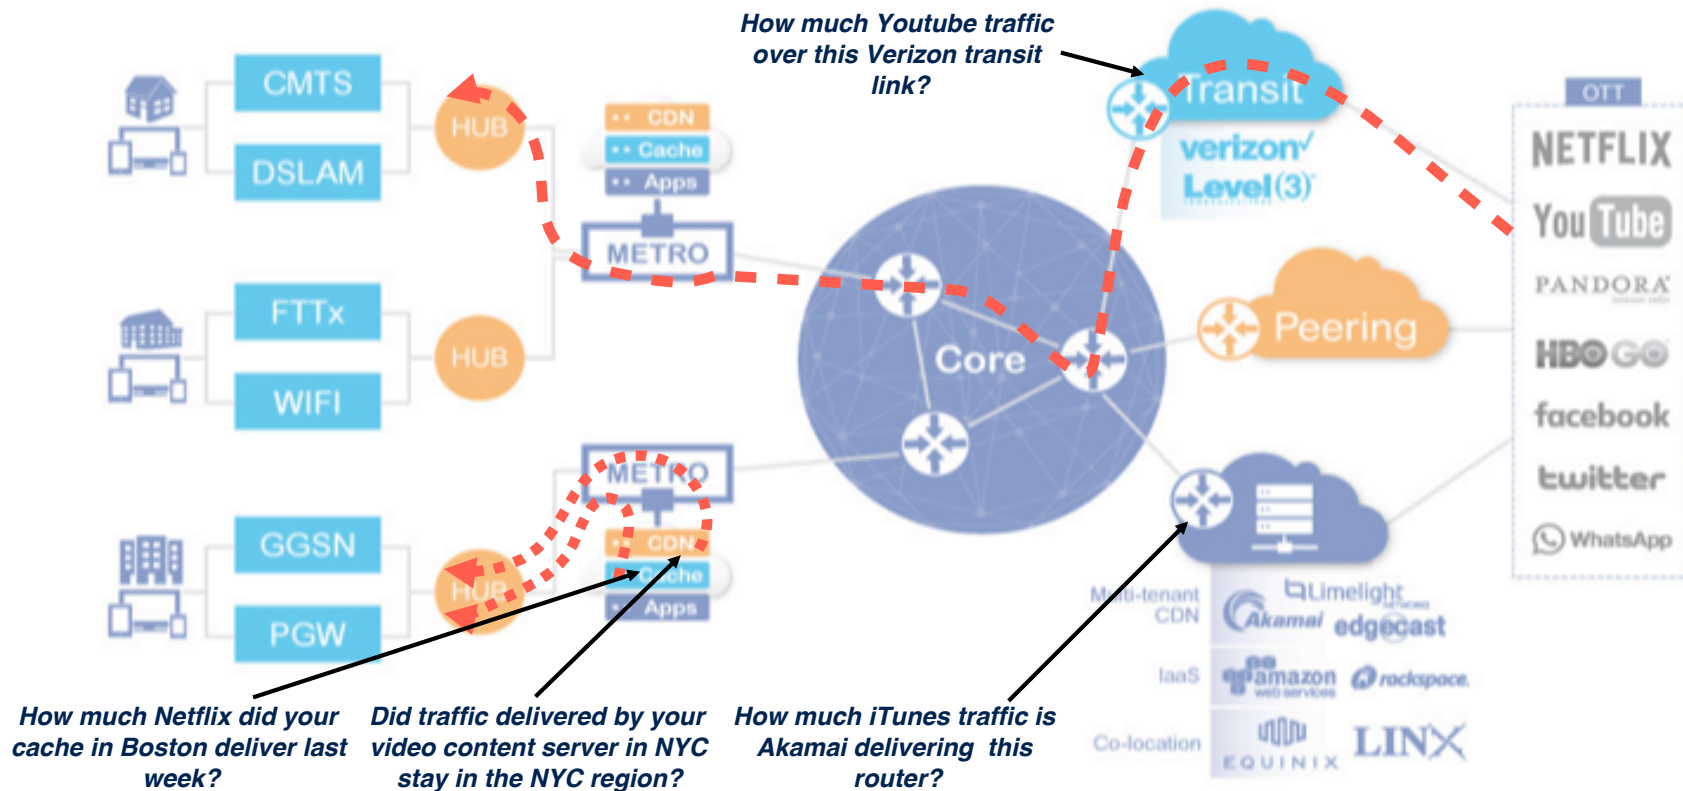 How much Youtube traffic
over this Verizon transit
link?
CMTS
DSLAM
HUB
CDN
Cache
Apps
METRO
Transit
verizon
Level(3)
OTT
NETFLIX
YouTube
PANDORA
HBO GO
facebook
twitter
WhatsApp
FTTx
WIFI
HUB
Core
Peering
METRO
GGSN
PGW
HUB
CDN
Cache
Apps
Multi-tenant
CDN
Limelight
Akamai
edgecast
IaaS
amazon
web services
rackspace.
Co-location
EQUINIX
LINX
How much Netflix did your
cache in Boston deliver last
week?
Did traffic delivered by your
video content server in NYC
stay in the NYC region?
How much iTunes traffic is
Akamai delivering this
router?